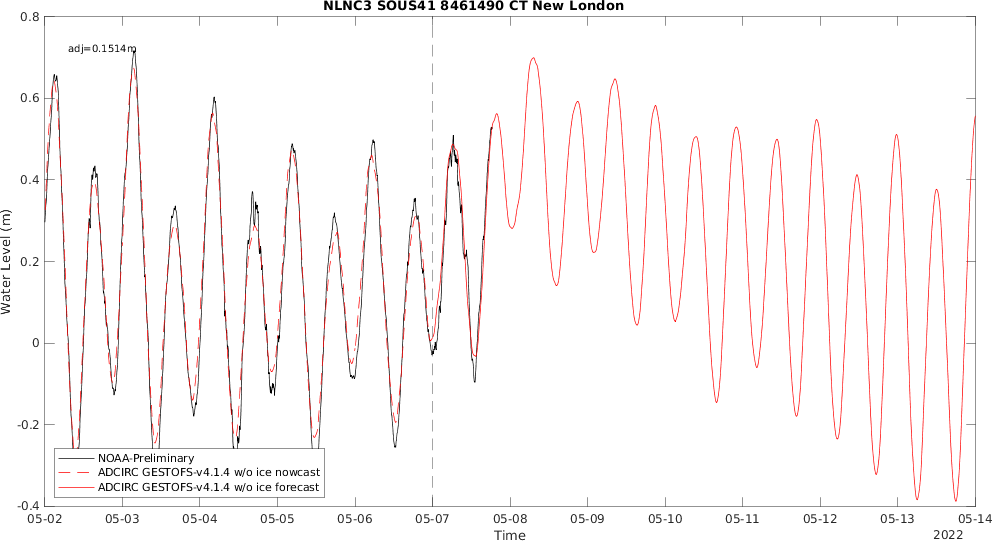 NLNC3 SOUS41 8461490 CT New London
adj=0.1514m
0.8
0.6
0.4
0.2
0
-0.2
-0.4
Water Level (m)
NOAA-Preliminary
ADCIRC GESTOFS-v4.1.4 w/o ice nowcast
ADCIRC GESTOFS-v4.1.4 w/o ice forecast
05-02 05-03 05-04 05-05 05-06 05-07 05-08 05-09 05-10 05-11 05-12 05-13 05-14
Time
2022